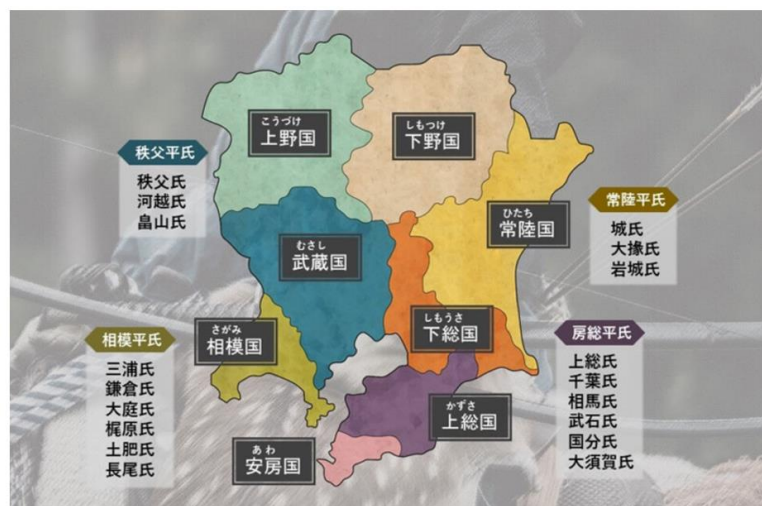 こうづけ
上野国
しもつけ
下野国
秩父平氏
秩父氏
河越氏
畠山氏
ひたち
常陸国
常陸平氏
城氏
大掾氏
岩城氏
むさし
武蔵国
さがみ
相模国
しもうさ
下総国
相模平氏
三浦氏
鎌倉氏
大庭氏
梶原氏
土肥氏
長尾氏
房総平氏
上総氏
千葉氏
相馬氏
武石氏
国分氏
大須賀氏
かずさ
上総国
あわ
安房国